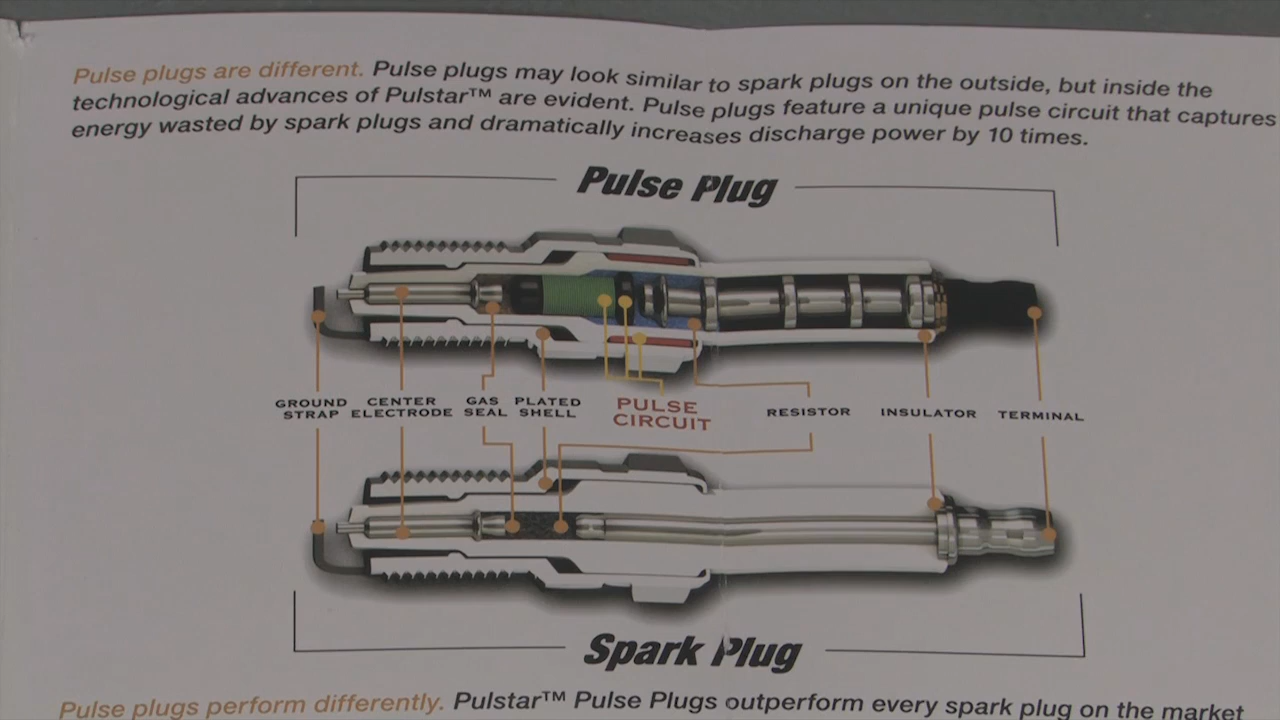 Pulse plugs are different. Pulse plugs may look similar to spark plugs on the outside, but inside the
technological advances of Pulstar™ are evident. Pulse plugs feature a unique pulse circuit that captures
energy wasted by spark plugs and dramatically increases discharge power by 10 times.
Pulse Plug
GROUND STRAP
CENTER ELECTRODE
GAS SEAL
PLATED SHELL
PULSE CIRCUIT
RESISTOR
INSULATOR
TERMINAL
Spark Plug
Pulse plugs perform differently. Pulstar™ Pulse Plugs outperform every spark plug on the market